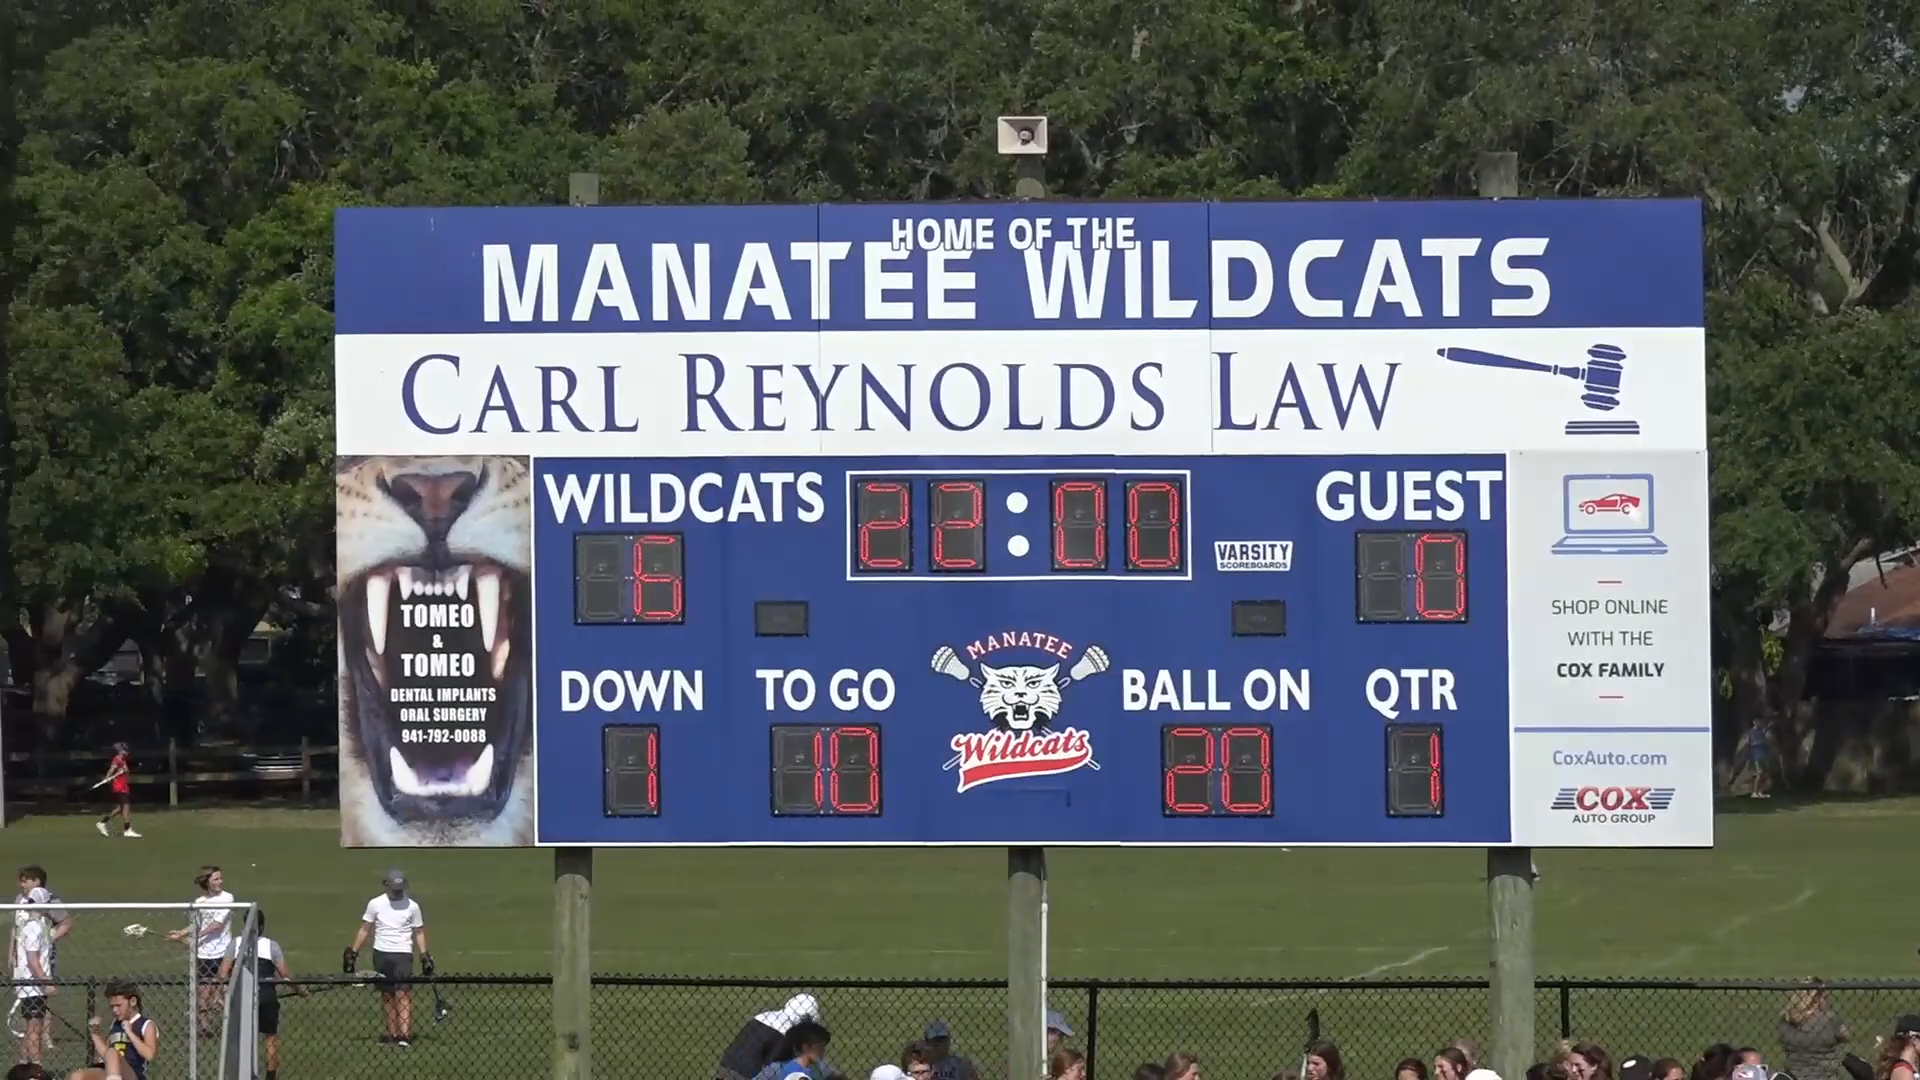 HOME OF THE
MANATEE WILDCATS
CARL REYNOLDS LAW
WILDCATS 22:00 GUEST
6 0
VARSITY
SCOREBOARDS
DOWN TO GO BALL ON QTR
1 10 20 1
MANATEE
Wildcats
TOMEO
&
TOMEO
DENTAL IMPLANTS
ORAL SURGERY
941-792-0088
SHOP ONLINE
WITH THE
COX FAMILY
CoxAuto.com
COX
AUTO GROUP